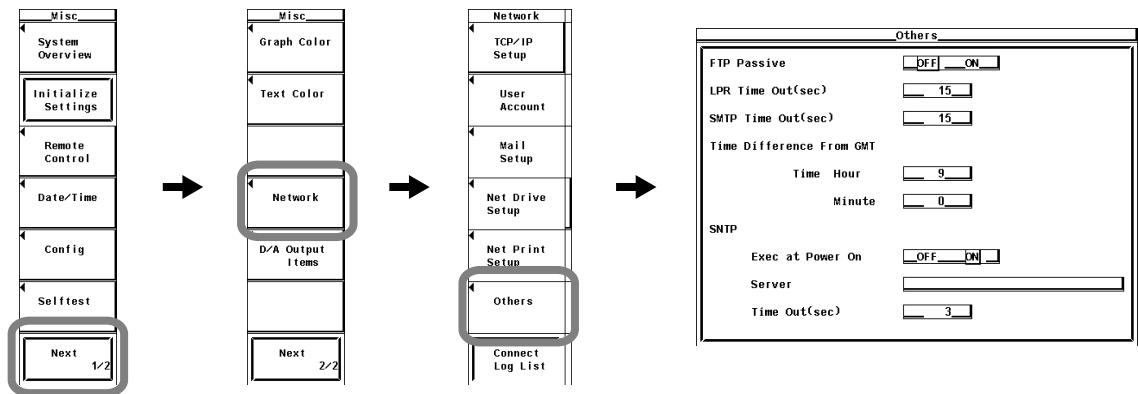 Misc
System
Overview
Initialize
Settings
Remote
Control
Date/Time
Config
Selftest
Next
1/2
Misc
Graph Color
Text Color
Network
D/A Output
Items
Next
2/2
Network
TCP/IP
Setup
User
Account
Mail
Setup
Net Drive
Setup
Net Print
Setup
Others
Connect
Log List
Others
FTP Passive OFF ON
LPR Time Out(sec) 15
SMTP Time Out(sec) 15
Time Difference From GMT
Time Hour 9
Minute 0
SNTP
Exec at Power On OFF ON
Server
Time Out(sec) 3